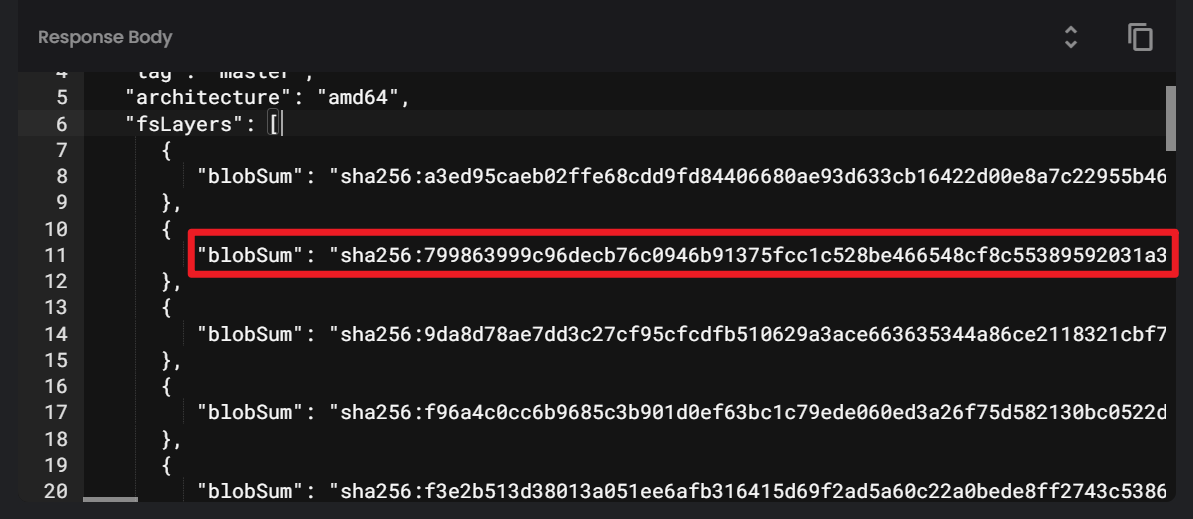 Response Body
4 "tag": "master",
5 "architecture": "amd64",
6 "fsLayers": [
7 {
8 "blobSum": "sha256:a3ed95caeb02ffe68cdd9fd84406680ae93d633cb16422d00e8a7c22955b46
9 },
10 {
11 "blobSum": "sha256:799863999c96decb76c0946b91375fcc1c528be466548cf8c55389592031a3
12 },
13 {
14 "blobSum": "sha256:9da8d78ae7dd3c27cf95cfcdfb510629a3ace663635344a86ce2118321cbf7
15 },
16 {
17 "blobSum": "sha256:f96a4c0cc6b9685c3b901d0ef63bc1c79ede060ed3a26f75d582130bc0522d
18 },
19 {
20 "blobSum": "sha256:f3e2b513d38013a051ee6afb316415d69f2ad5a60c22a0bede8ff2743c5386